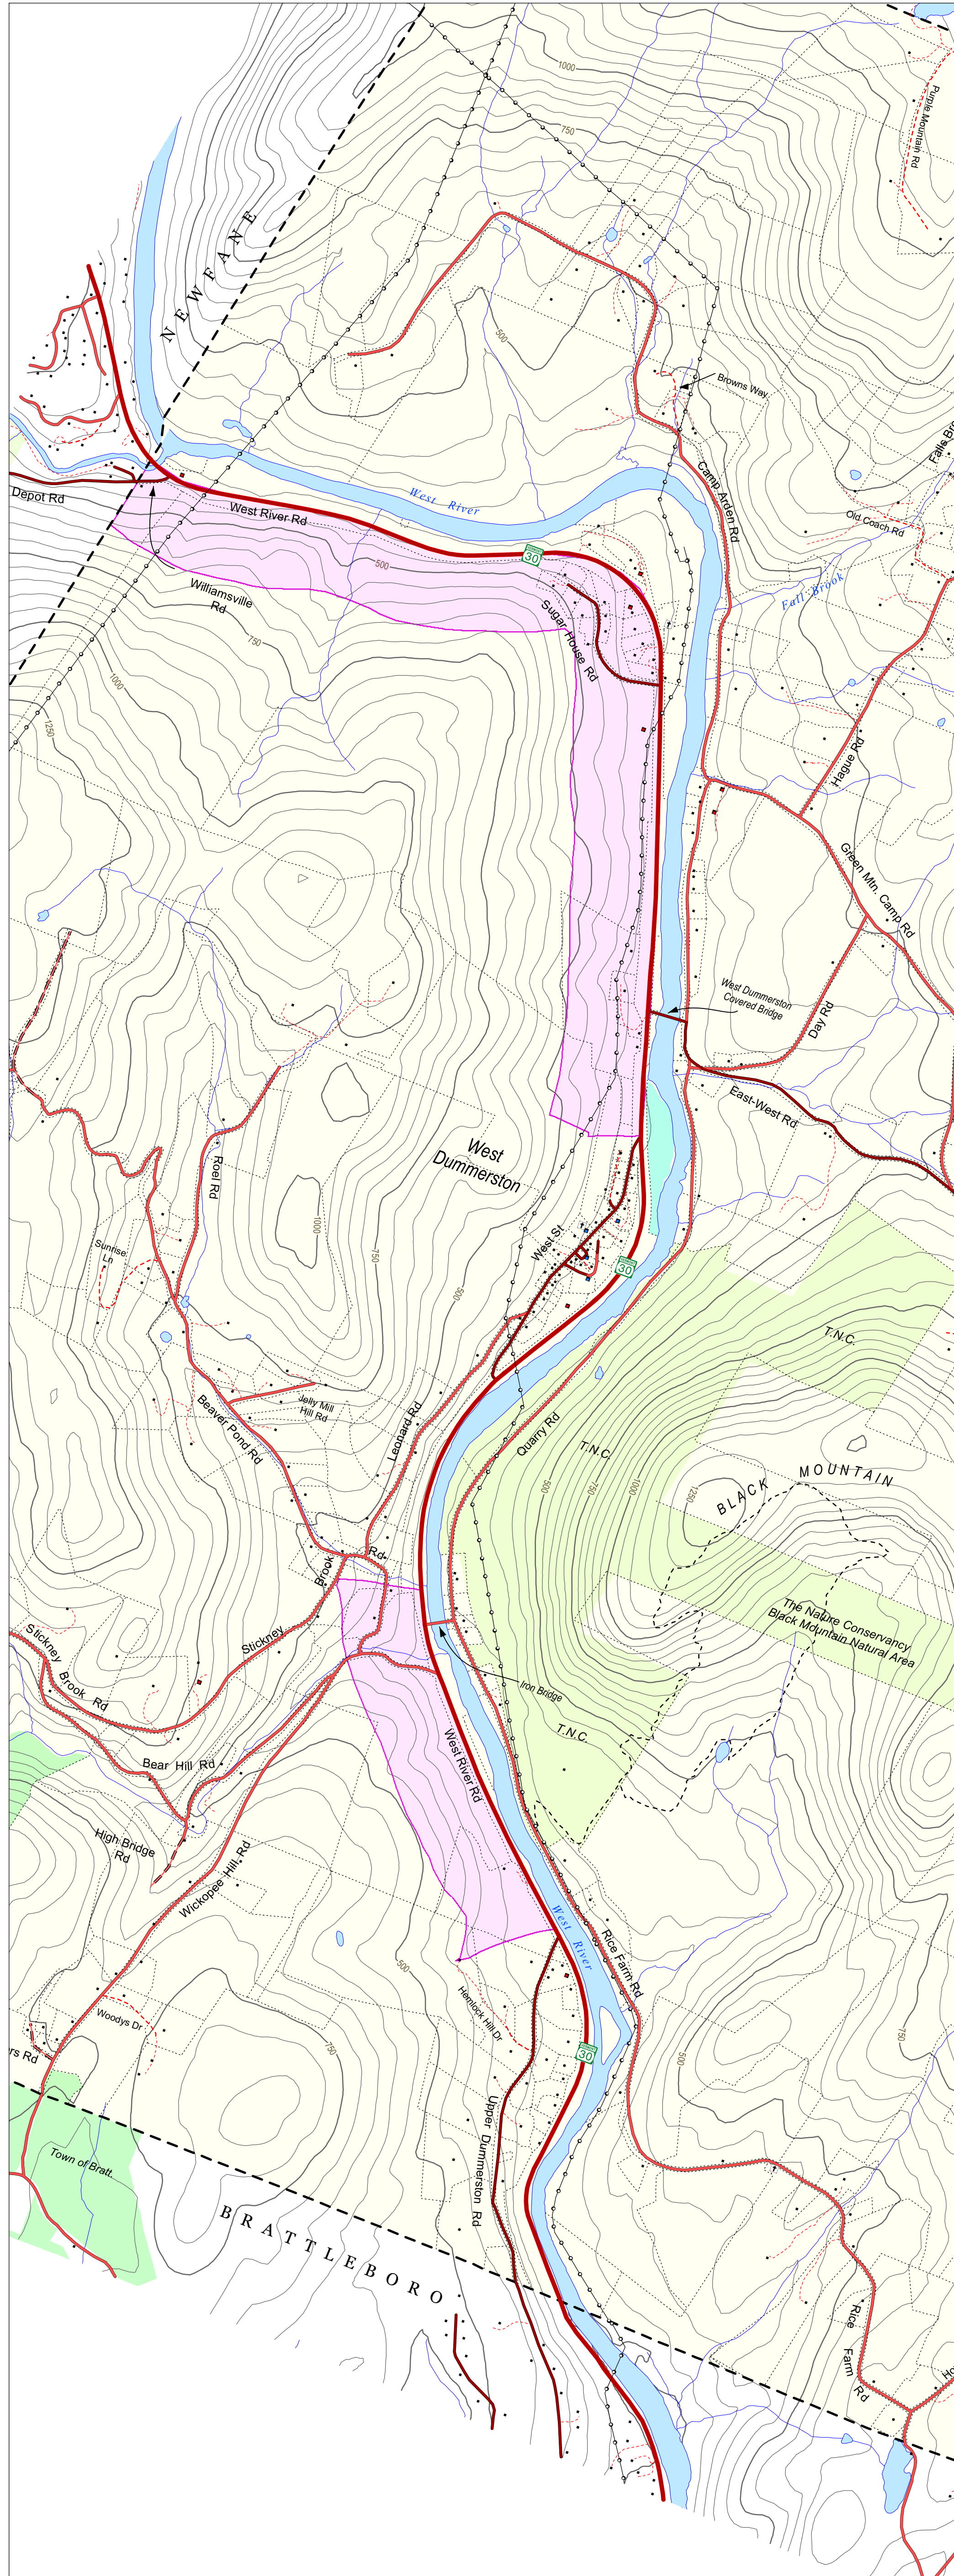 1000
Purple Mountain Rd
750
NEWFANE
500
Browns Way
Camp Arden Rd
Depot Rd
West River
West River Rd
30
Old Coach Rd
500
Fall Brook
Williamsville
Rd
Sugar House Rd
750
1000
1250
Hague Rd
Green Mtn. Camp Rd
West Dummerston
Covered Bridge
Day Rd
East-West Rd
West
Dummerston
Roel Rd
1000
750
500
West St
30
Sunrise
Ln
T.N.C.
Jelly Mill
Hill Rd
Beaver Pond Rd
Leonard Rd
Quarry Rd
T.N.C.
500
750
1000
1250
BLACK MOUNTAIN
Brook Rd
Stickney
The Nature Conservancy
Black Mountain Natural Area
Stickney
Brook Rd
Iron Bridge
T.N.C.
Bear Hill Rd
West River Rd
High Bridge
Rd
Wickopee Hill Rd
West River
Rice Farm Rd
500
Hemlock Hill Dr
Woodys Dr
750
rs Rd
30
500
750
Upper Dummerston Rd
Town of Bratt.
BRATTLEBORO
Rice
Farm Rd